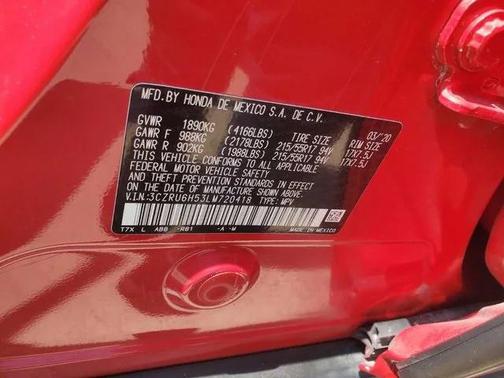 MFD.BY HONDA DE MEXICO S.A. DE C.V.
03/'20
GVWR 1890KG (4166LBS) TIRE SIZE RIM SIZE
GAWR F 988KG (2178LBS) 215/55R17 94V 17X7.5J
GAWR R 902KG (1988LBS) 215/55R17 94V 17X7.5J
THIS VEHICLE CONFORMS TO ALL APPLICABLE
FEDERAL MOTOR VEHICLE SAFETY AND
THEFT PREVENTION STANDARDS IN EFFECT
ON THE DATE OF MANUFACTURE SHOWN ABOVE.
V.I.N:3CZRU6H53LM720418 TYPE: MPV
T7X L ABB -R81 -A -M MADE IN MEXICO